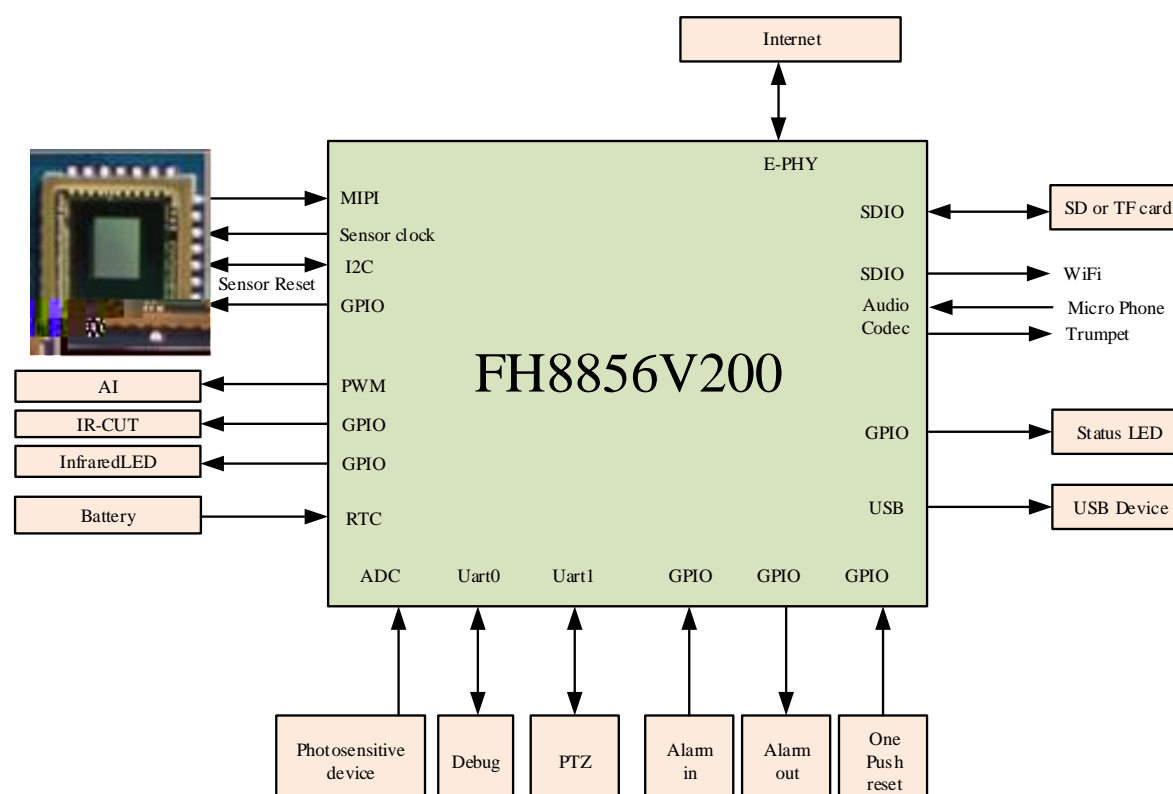 Internet
E-PHY
MIPI
Sensor clock
I2C
Sensor Reset
GPIO
PWM
GPIO
GPIO
RTC
AI
IR-CUT
InfraredLED
Battery
FH8856V200
SDIO
SD or TF card
SDIO
WiFi
Audio
Codec
Micro Phone
Trumpet
GPIO
Status LED
USB
USB Device
ADC
Uart0
Uart1
GPIO
GPIO
GPIO
Photosensitive
device
Debug
PTZ
Alarm
in
Alarm
out
One
Push
reset